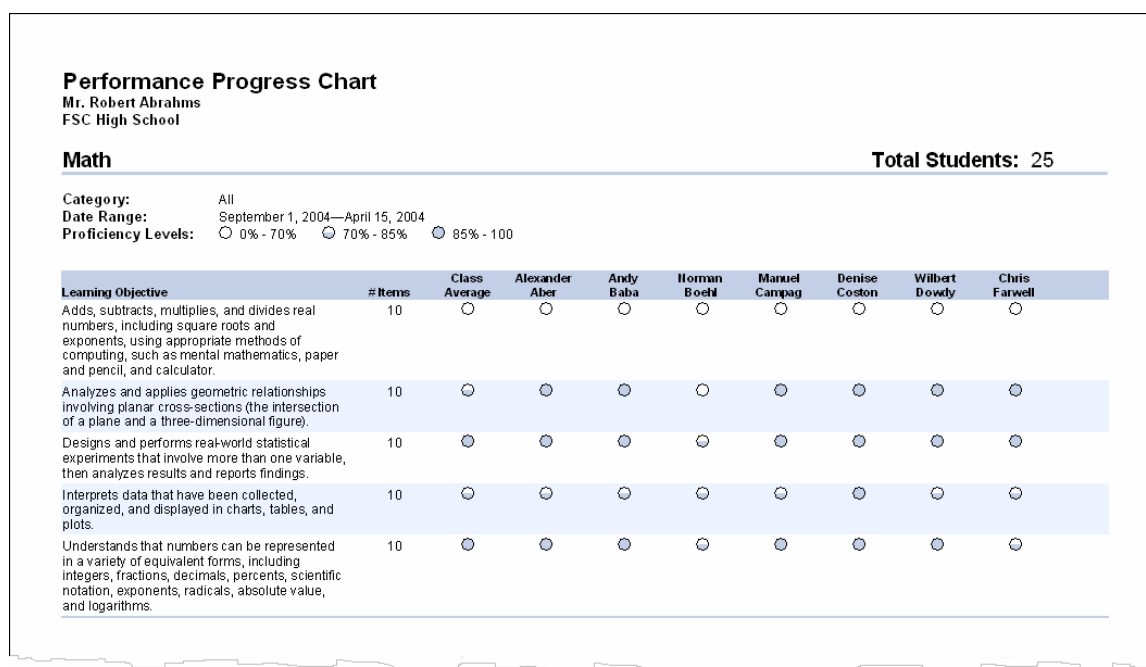 Performance Progress Chart
Mr. Robert Abrahms
FSC High School
Math Total Students: 25
Category: All
Date Range: September 1, 2004—April 15, 2004
Proficiency Levels: 0% - 70% 70% - 85% 85% - 100
Learning Objective # Items Class Average Alexander Aber Andy Baba Norman Boehl Manuel Campag Denise Coston Wilbert Dowdy Chris Farwell
Adds, subtracts, multiplies, and divides real 10
numbers, including square roots and
exponents, using appropriate methods of
computing, such as mental mathematics, paper
and pencil, and calculator.
Analyzes and applies geometric relationships 10
involving planar cross-sections (the intersection
of a plane and a three-dimensional figure).
Designs and performs real-world statistical 10
experiments that involve more than one variable,
then analyzes results and reports findings.
Interprets data that have been collected, 10
organized, and displayed in charts, tables, and
plots.
Understands that numbers can be represented 10
in a variety of equivalent forms, including
integers, fractions, decimals, percents, scientific
notation, exponents, radicals, absolute value,
and logarithms.